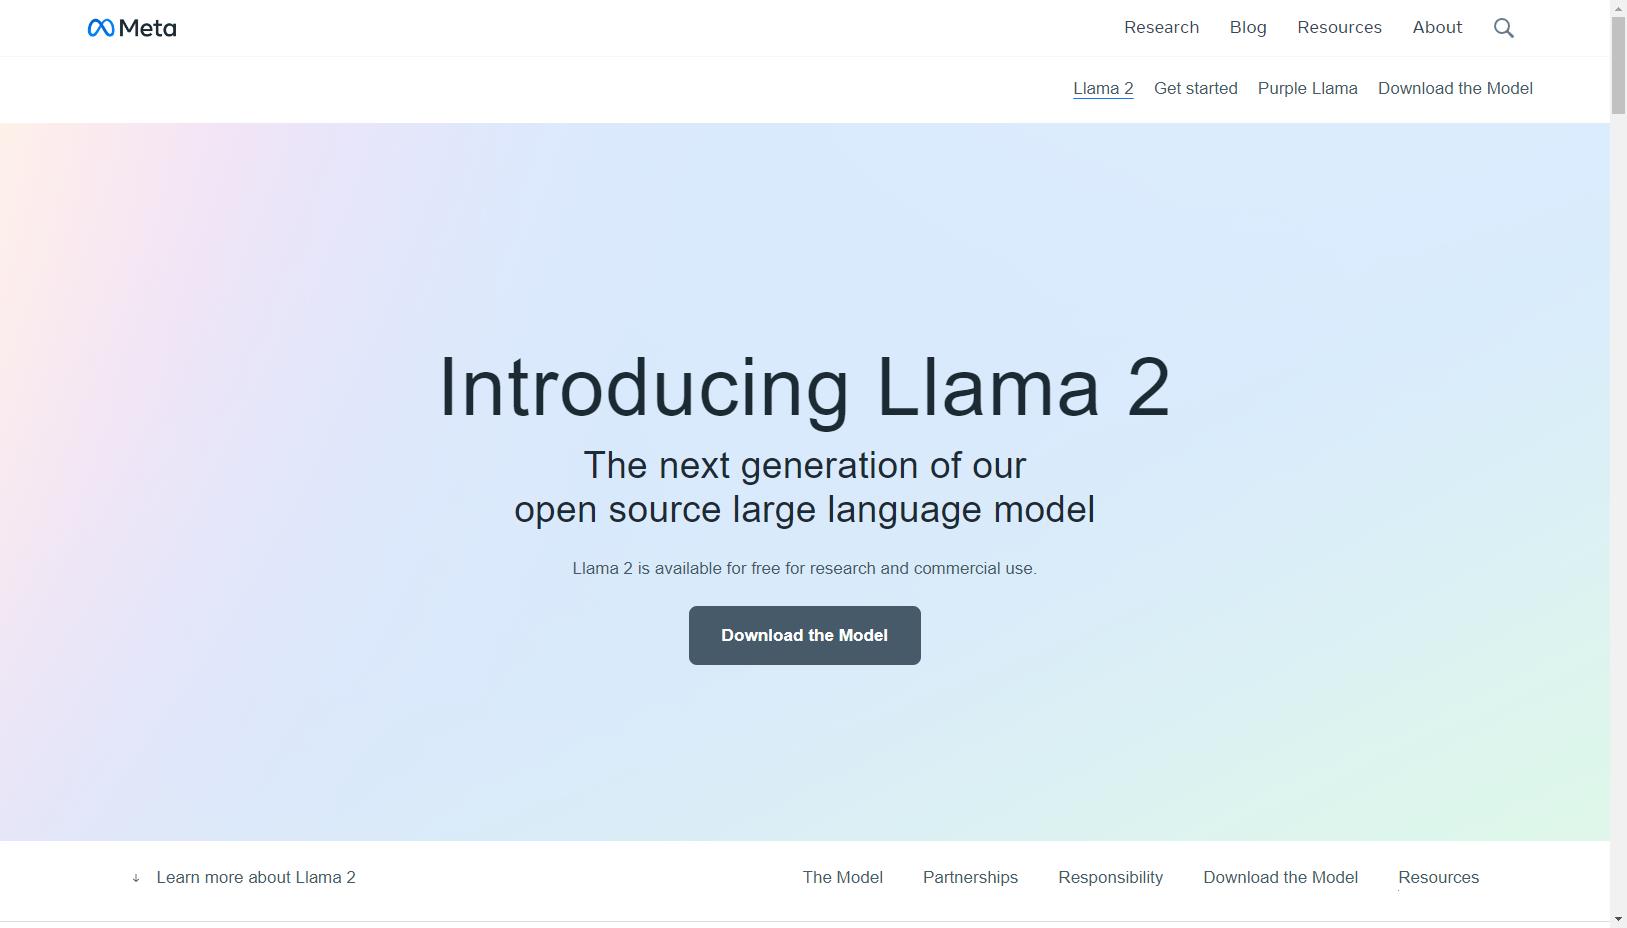 Meta
Research Blog Resources About
Llama 2 Get started Purple Llama Download the Model
Introducing Llama 2
The next generation of our
open source large language model
Llama 2 is available for free for research and commercial use.
Download the Model
↓ Learn more about Llama 2 The Model Partnerships Responsibility Download the Model Resources